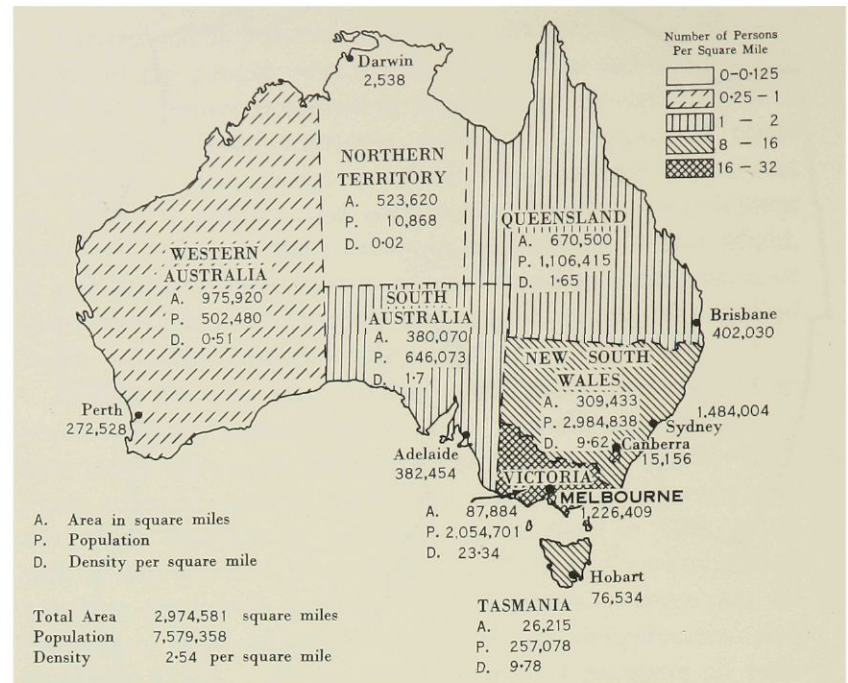 Number of Persons
Per Square Mile
0-0·125
0·25 - 1
1 - 2
8 - 16
16 - 32
Darwin
2,538
NORTHERN
TERRITORY
A. 523,620
P. 10,868
D. 0·02
QUEENSLAND
A. 670,500
P. 1,106,415
D. 1·65
WESTERN
AUSTRALIA
A. 975,920
P. 502,480
D. 0·51
SOUTH
AUSTRALIA
A. 380,070
P. 646,073
D. 1·7
Brisbane
402,030
NEW SOUTH
WALES
A. 309,433
P. 2,984,838
D. 9·62
1,484,004
Sydney
Canberra
15,156
Perth
272,528
Adelaide
382,454
VICTORIA
MELBOURNE
1,226,409
A. 87,884
P. 2,054,701
D. 23·34
A. Area in square miles
P. Population
D. Density per square mile
Hobart
76,534
TASMANIA
A. 26,215
P. 257,078
D. 9·78
Total Area 2,974,581 square miles
Population 7,579,358
Density 2·54 per square mile